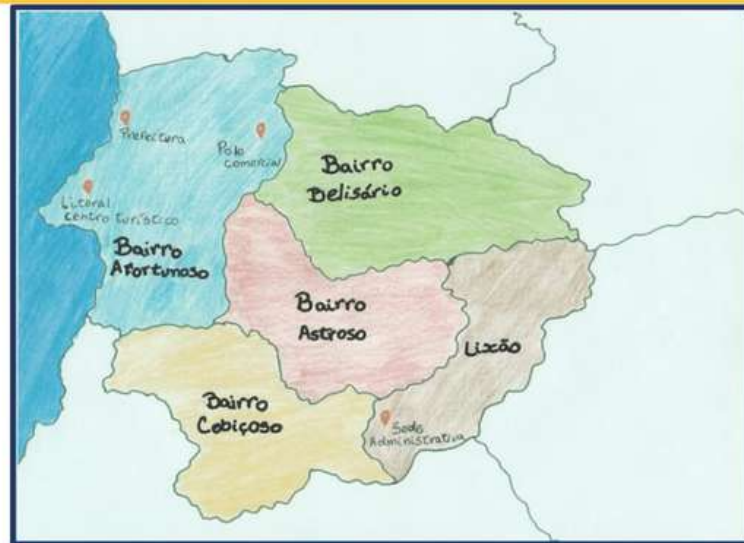 Prefeitura
Polo
comercial
Litoral
centro turístico
Bairro
Afortunoso
Bairro
Belisário
Bairro
Astroso
Lixão
Bairro
Cobiçoso
Sede
Administrativa